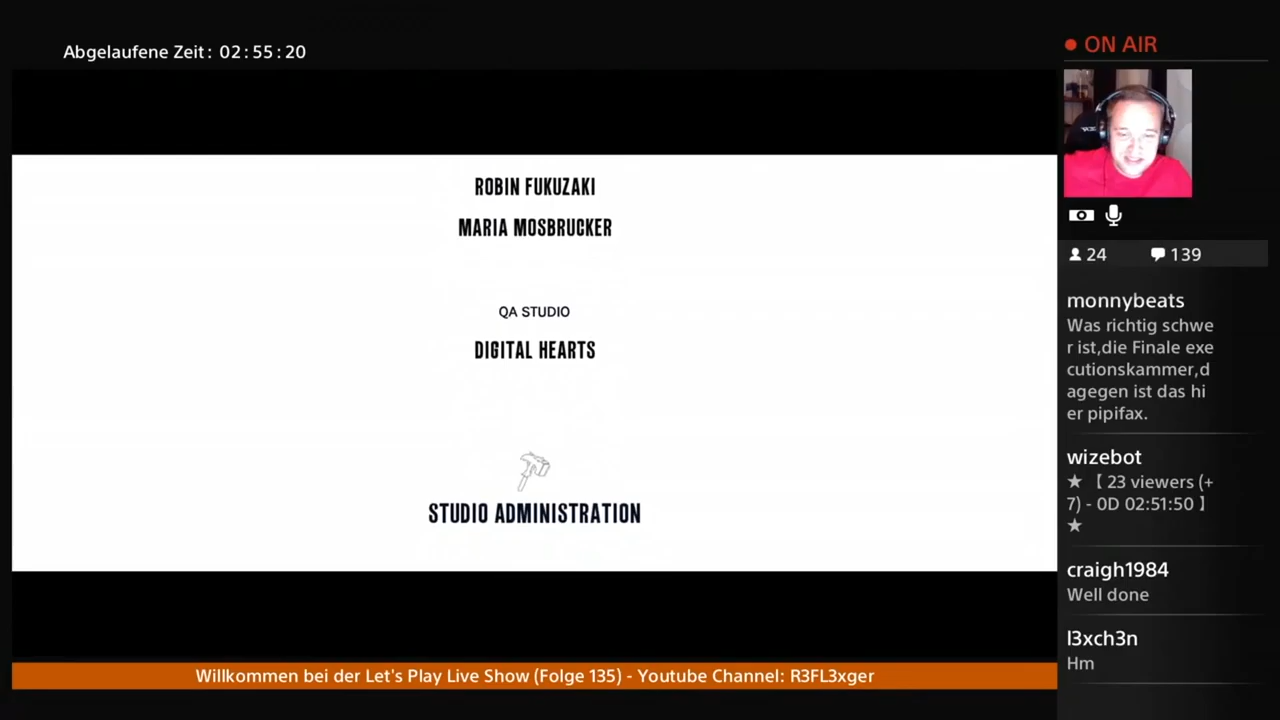 Abgelaufene Zeit: 02:55:20
ON AIR
ROBIN FUKUZAKI
MARIA MOSBRUCKER
QA STUDIO
DIGITAL HEARTS
STUDIO ADMINISTRATION
24 139
monnybeats
Was richtig schwe
r ist,die Finale exe
cutionskammer,d
agegen ist das hi
er pipifax.
wizebot
★ 【 23 viewers (+
7) - 0D 02:51:50 】
★
craigh1984
Well done
l3xch3n
Hm
Willkommen bei der Let's Play Live Show (Folge 135) - Youtube Channel: R3FL3xger